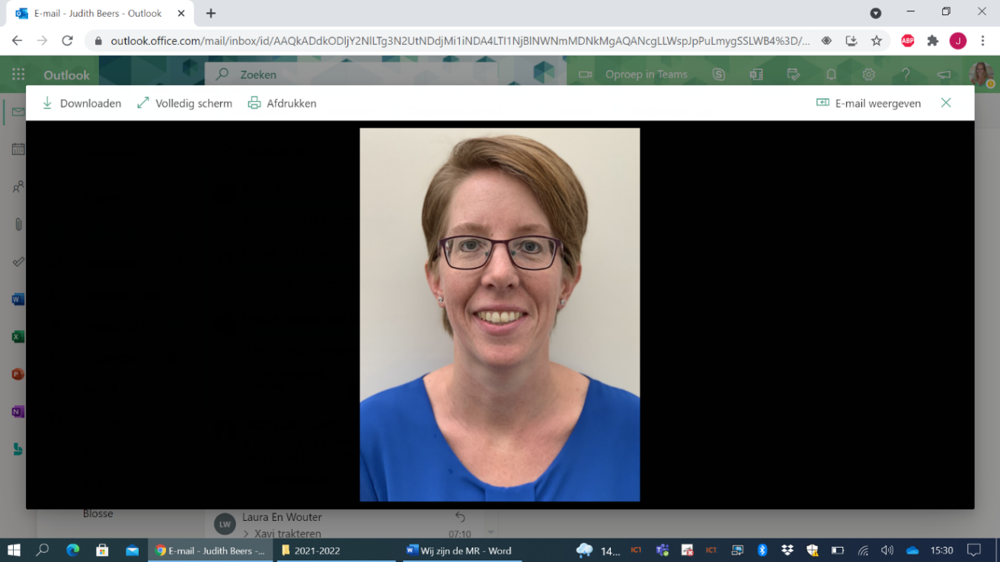 E-mail - Judith Beers - Outlook
outlook.office.com/mail/inbox/id/AAQkADdkODljY2NlLTg3N2UtNDdjMi1iNDA4LTI1NjBlNWNmMDNkMgAQANcgLLWspJpPuLmygSSLWB4%3D/...
ABP
J
Outlook
Zoeken
Oproep in Teams
Downloaden
Volledig scherm
Afdrukken
E-mail weergeven
Blosse
LW
Laura En Wouter
> Xavi trakteren
07:10
E-mail - Judith Beers -...
2021-2022
Wij zijn de MR - Word
14...
15:30